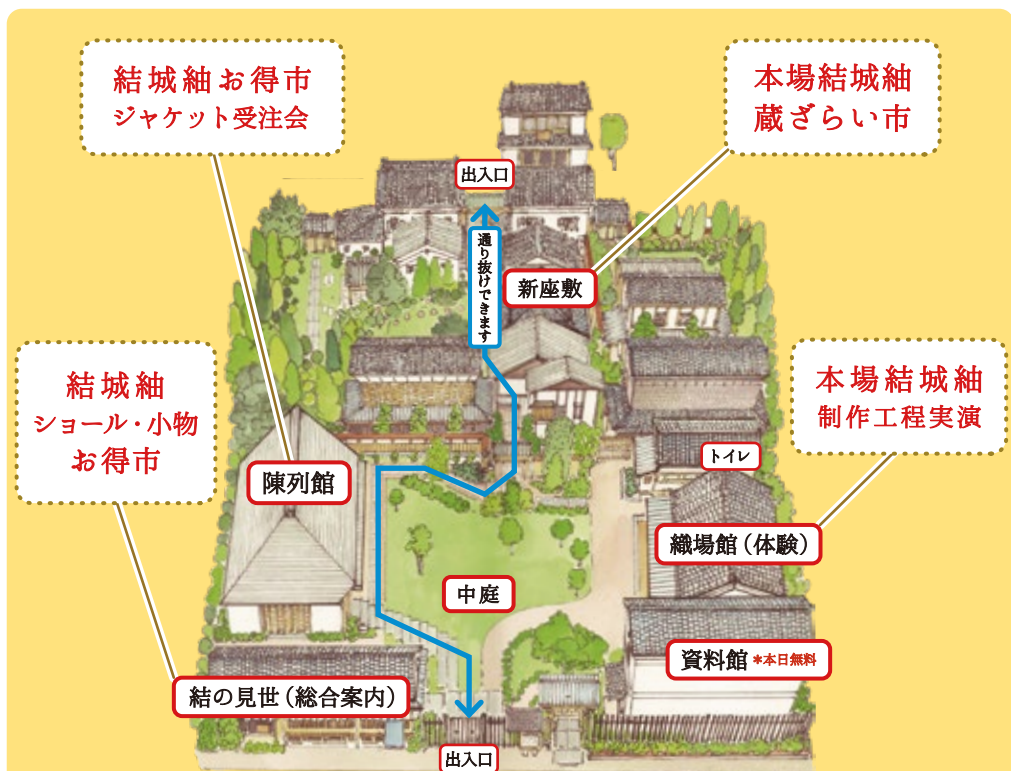 結城紬お得市
ジャケット受注会
本場結城紬
蔵ざらい市
出入口
通り抜けできます
新座敷
結城紬
ショール・小物
お得市
本場結城紬
制作工程実演
トイレ
陳列館
織場館（体験）
中庭
資料館 *本日無料
結の見世（総合案内）
出入口